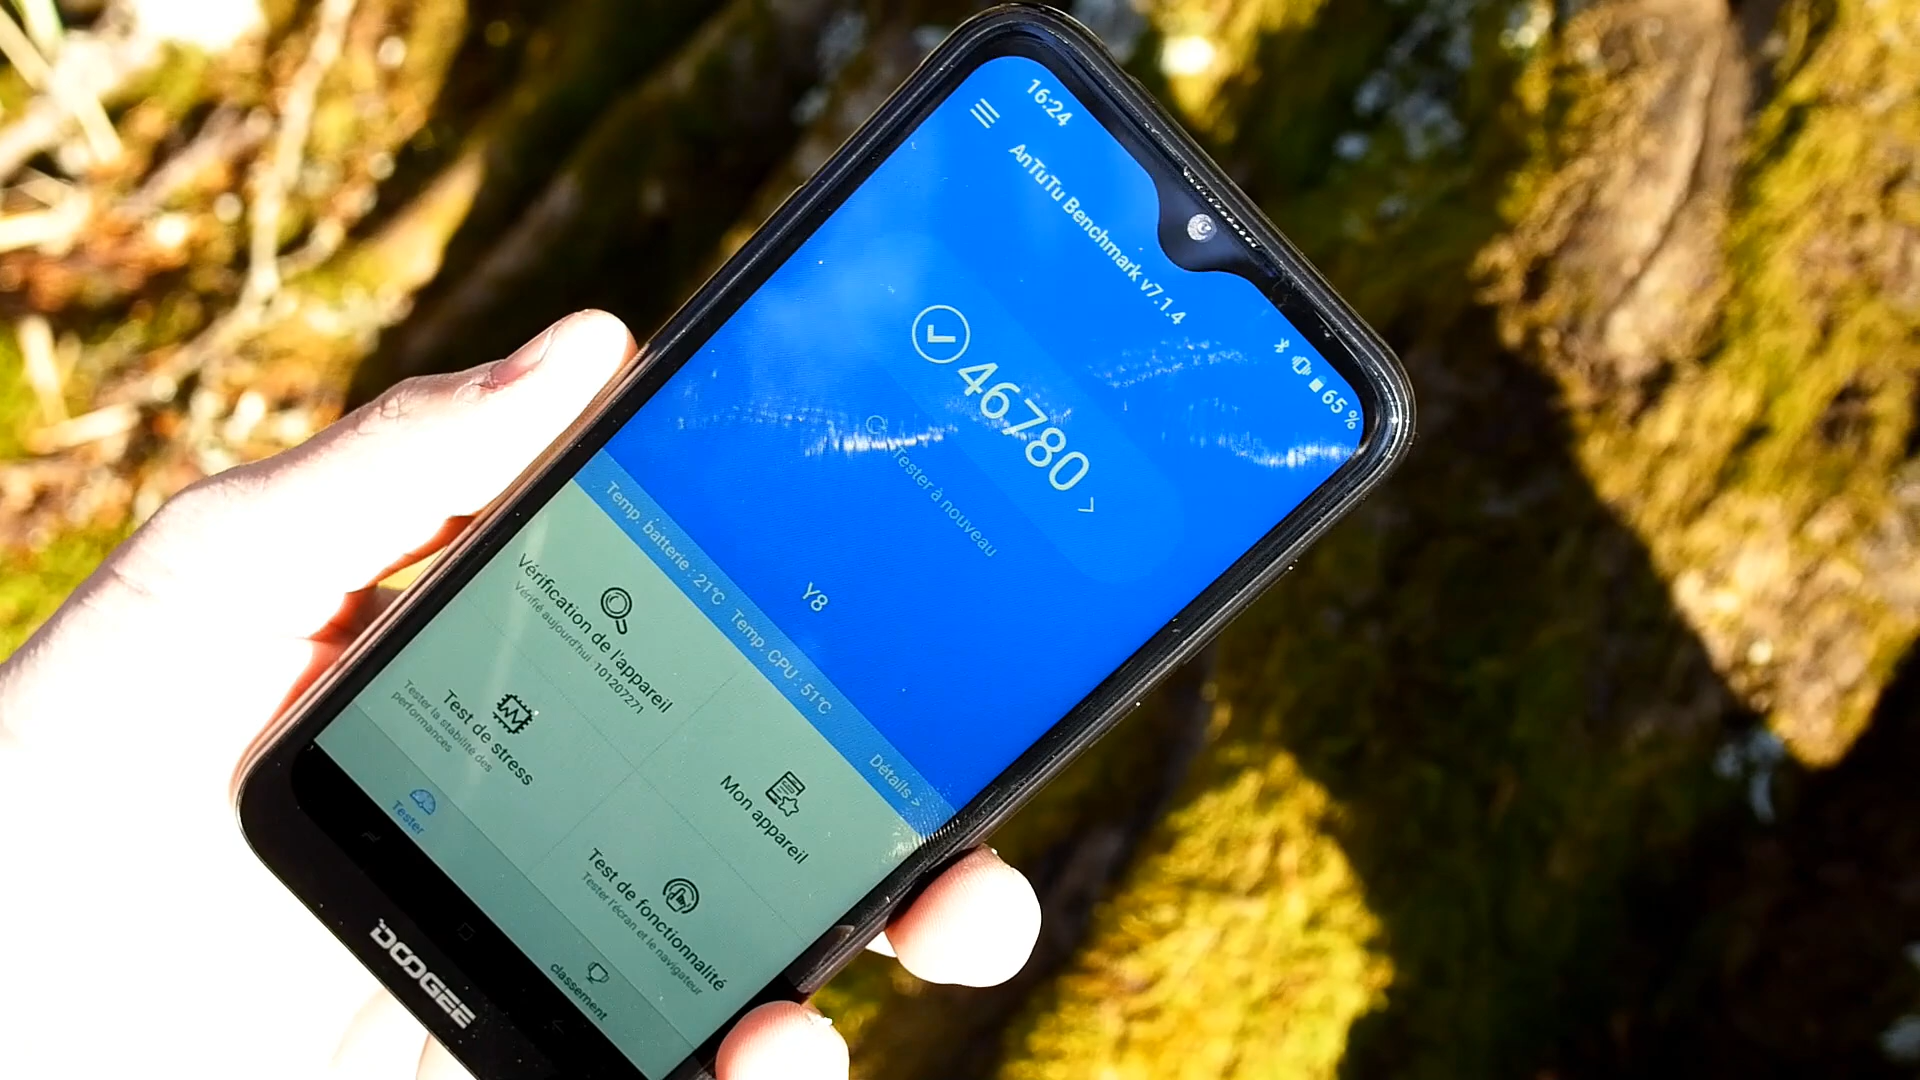 16:24
65 %
AnTuTu Benchmark v7.1.4
46780 >
Tester à nouveau
Y8
Temp. batterie : 21°C Temp. CPU : 51°C
Détails >
Vérification de l'appareil
Vérifié aujourd'hui : 101207271
Mon appareil
Test de stress
Tester la stabilité des
performances
Test de fonctionnalité
Tester l'écran et le navigateur
Tester
classement
DOOGEE